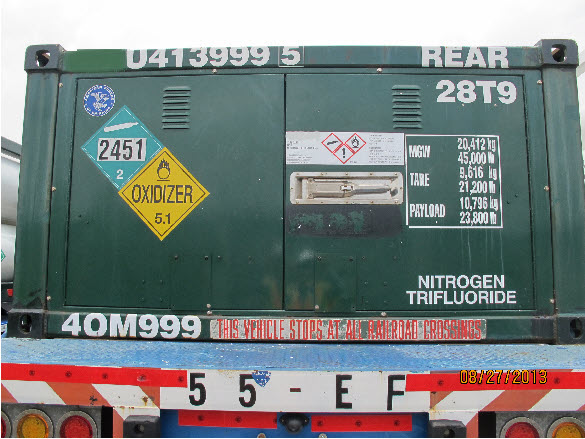 U413999 5 REAR
28T9
2451
2
OXIDIZER
5.1
MGW 20,412 kg
45,000 lb
TARE 9,616 kg
21,200 lb
PAYLOAD 10,796 kg
23,800 lb
NITROGEN
TRIFLUORIDE
40M999
THIS VEHICLE STOPS AT ALL RAILROAD CROSSINGS
55-EF
08/27/2013